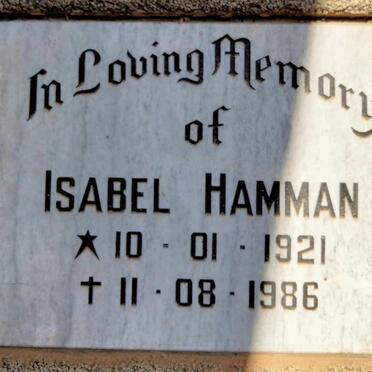 In Loving Memory
of
ISABEL HAMMAN
★ 10 · 01 · 1921
✝ 11 · 08 · 1986